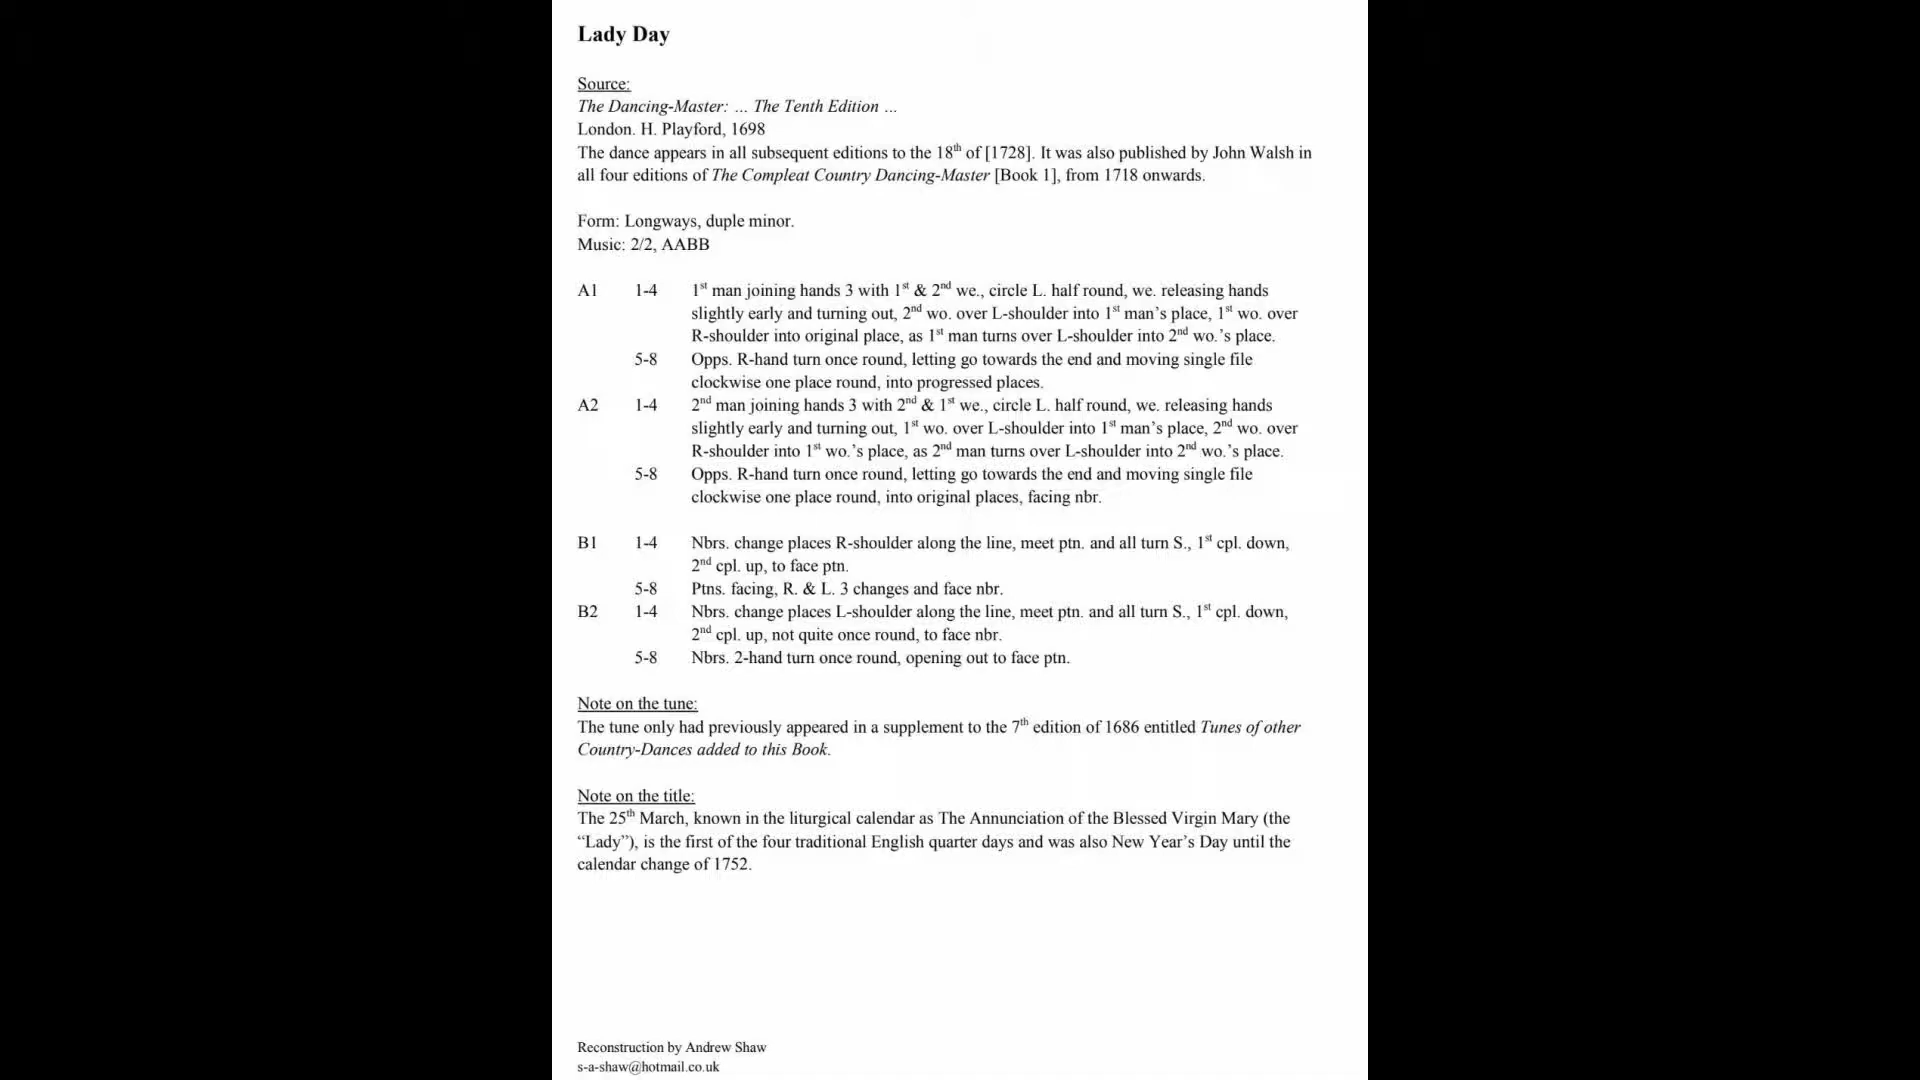 Lady Day
Source:
The Dancing-Master: ... The Tenth Edition ...
London. H. Playford, 1698
The dance appears in all subsequent editions to the 18th of [1728]. It was also published by John Walsh in
all four editions of The Compleat Country Dancing-Master [Book 1], from 1718 onwards.
Form: Longways, duple minor.
Music: 2/2, AABB
A1 1-4 1st man joining hands 3 with 1st & 2nd we., circle L. half round, we. releasing hands
slightly early and turning out, 2nd wo. over L-shoulder into 1st man's place, 1st wo. over
R-shoulder into original place, as 1st man turns over L-shoulder into 2nd wo.'s place.
5-8 Opps. R-hand turn once round, letting go towards the end and moving single file
clockwise one place round, into progressed places.
A2 1-4 2nd man joining hands 3 with 2nd & 1st we., circle L. half round, we. releasing hands
slightly early and turning out, 1st wo. over L-shoulder into 1st man's place, 2nd wo. over
R-shoulder into 1st wo.'s place, as 2nd man turns over L-shoulder into 2nd wo.'s place.
5-8 Opps. R-hand turn once round, letting go towards the end and moving single file
clockwise one place round, into original places, facing nbr.
B1 1-4 Nbrs. change places R-shoulder along the line, meet ptn. and all turn S., 1st cpl. down,
2nd cpl. up, to face ptn.
5-8 Ptns. facing, R. & L. 3 changes and face nbr.
B2 1-4 Nbrs. change places L-shoulder along the line, meet ptn. and all turn S., 1st cpl. down,
2nd cpl. up, not quite once round, to face nbr.
5-8 Nbrs. 2-hand turn once round, opening out to face ptn.
Note on the tune:
The tune only had previously appeared in a supplement to the 7th edition of 1686 entitled Tunes of other
Country-Dances added to this Book.
Note on the title:
The 25th March, known in the liturgical calendar as The Annunciation of the Blessed Virgin Mary (the
“Lady”), is the first of the four traditional English quarter days and was also New Year's Day until the
calendar change of 1752.
Reconstruction by Andrew Shaw
s-a-shaw@hotmail.co.uk